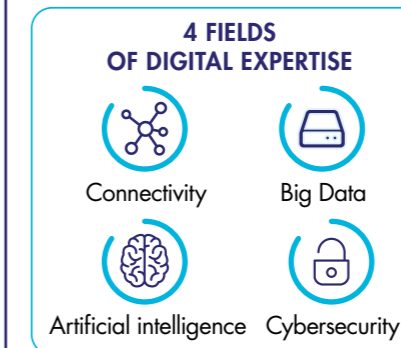 4 FIELDS
OF DIGITAL EXPERTISE
Connectivity
Big Data
Artificial intelligence
Cybersecurity